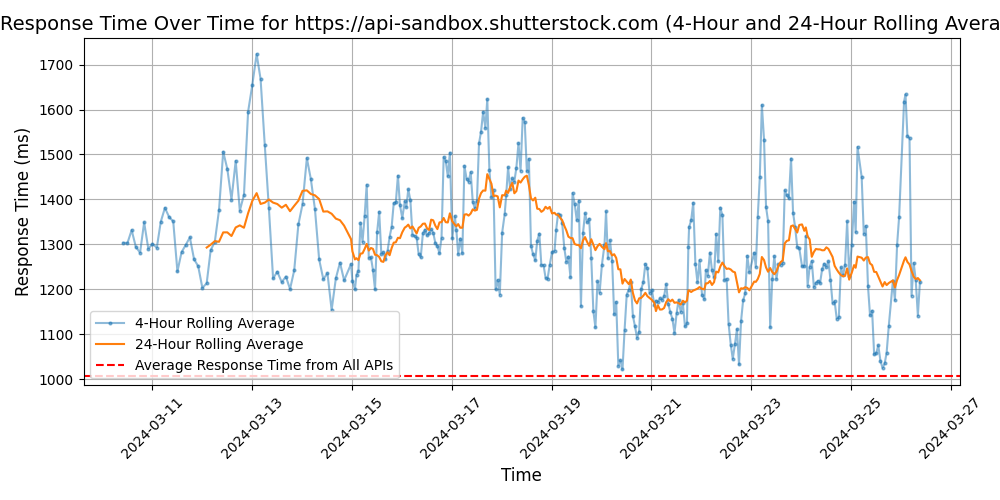 Response Time Over Time for https://api-sandbox.shutterstock.com (4-Hour and 24-Hour Rolling Avera
Response Time (ms)
1700
1600
1500
1400
1300
1200
1100
1000
4-Hour Rolling Average
24-Hour Rolling Average
Average Response Time from All APIs
2024-03-11
2024-03-13
2024-03-15
2024-03-17
2024-03-19
2024-03-21
2024-03-23
2024-03-25
2024-03-27
Time